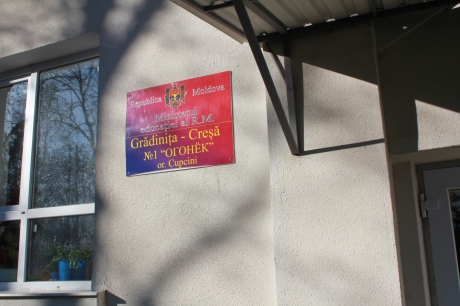 Republica Moldova
Ministerul
educaţiei al R.M.
Grădiniţa - Creşă
№1 "ОГОНЁК"
or. Cupcini